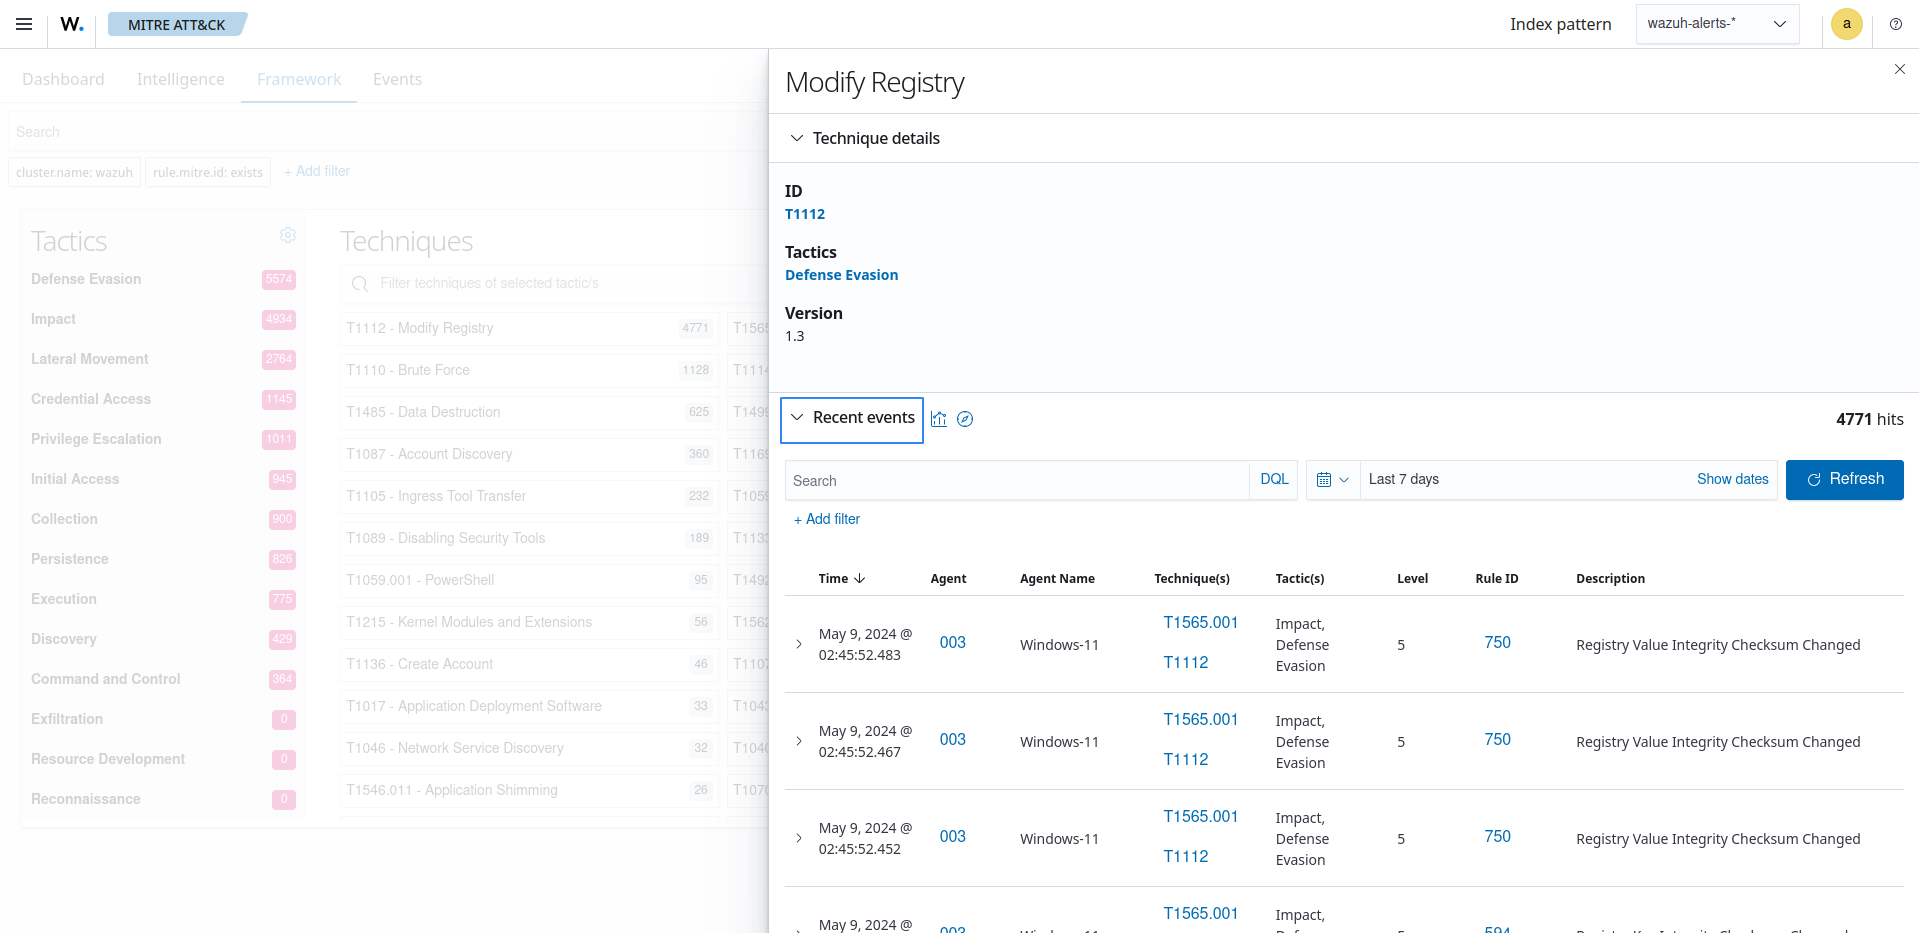 W.
MITRE ATT&CK
Index pattern
wazuh-alerts-*
a
Dashboard
Intelligence
Framework
Events
Search
cluster.name: wazuh
rule.mitre.id: exists
+ Add filter
Tactics
Defense Evasion 5574
Impact 4934
Lateral Movement 2764
Credential Access 1145
Privilege Escalation 1011
Initial Access 945
Collection 900
Persistence 826
Execution 775
Discovery 429
Command and Control 364
Exfiltration 0
Resource Development 0
Reconnaissance 0
Techniques
Filter techniques of selected tactic/s
T1112 - Modify Registry 4771
T1110 - Brute Force 1128
T1485 - Data Destruction 625
T1087 - Account Discovery 360
T1105 - Ingress Tool Transfer 232
T1089 - Disabling Security Tools 189
T1059.001 - PowerShell 95
T1215 - Kernel Modules and Extensions 56
T1136 - Create Account 46
T1017 - Application Deployment Software 33
T1046 - Network Service Discovery 32
T1546.011 - Application Shimming 26
Modify Registry
Technique details
ID
T1112
Tactics
Defense Evasion
Version
1.3
Recent events
4771 hits
Search
DQL
Last 7 days
Show dates
Refresh
+ Add filter
Time Agent Agent Name Technique(s) Tactic(s) Level Rule ID Description
May 9, 2024 @
02:45:52.483
003
Windows-11
T1565.001
T1112
Impact,
Defense
Evasion
5
750
Registry Value Integrity Checksum Changed
May 9, 2024 @
02:45:52.467
003
Windows-11
T1565.001
T1112
Impact,
Defense
Evasion
5
750
Registry Value Integrity Checksum Changed
May 9, 2024 @
02:45:52.452
003
Windows-11
T1565.001
T1112
Impact,
Defense
Evasion
5
750
Registry Value Integrity Checksum Changed
May 9, 2024 @
T1565.001
Impact,